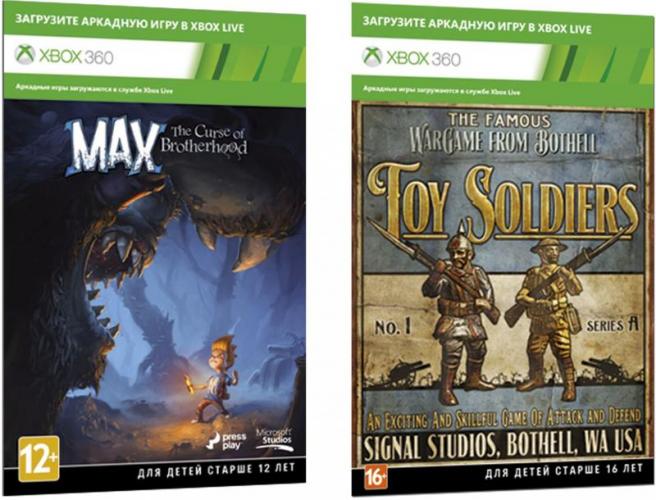 ЗАГРУЗИТЕ АРКАДНУЮ ИГРУ В XBOX LIVE
XBOX 360
Аркадные игры загружаются в службе Xbox Live
MAX The Curse of
Brotherhood
press
play
Microsoft
Studios
12+
ДЛЯ ДЕТЕЙ СТАРШЕ 12 ЛЕТ
ЗАГРУЗИТЕ АРКАДНУЮ ИГРУ В XBOX LIVE
XBOX 360
Аркадные игры загружаются в службе Xbox Live
THE FAMOUS
WARGAME FROM BOTHELL
TOY SOLDIERS
NO. 1
SERIES A
AN EXCITING AND SKILLFUL GAME OF ATTACK AND DEFEND
SIGNAL STUDIOS, BOTHELL, WA USA
16+
ДЛЯ ДЕТЕЙ СТАРШЕ 16 ЛЕТ